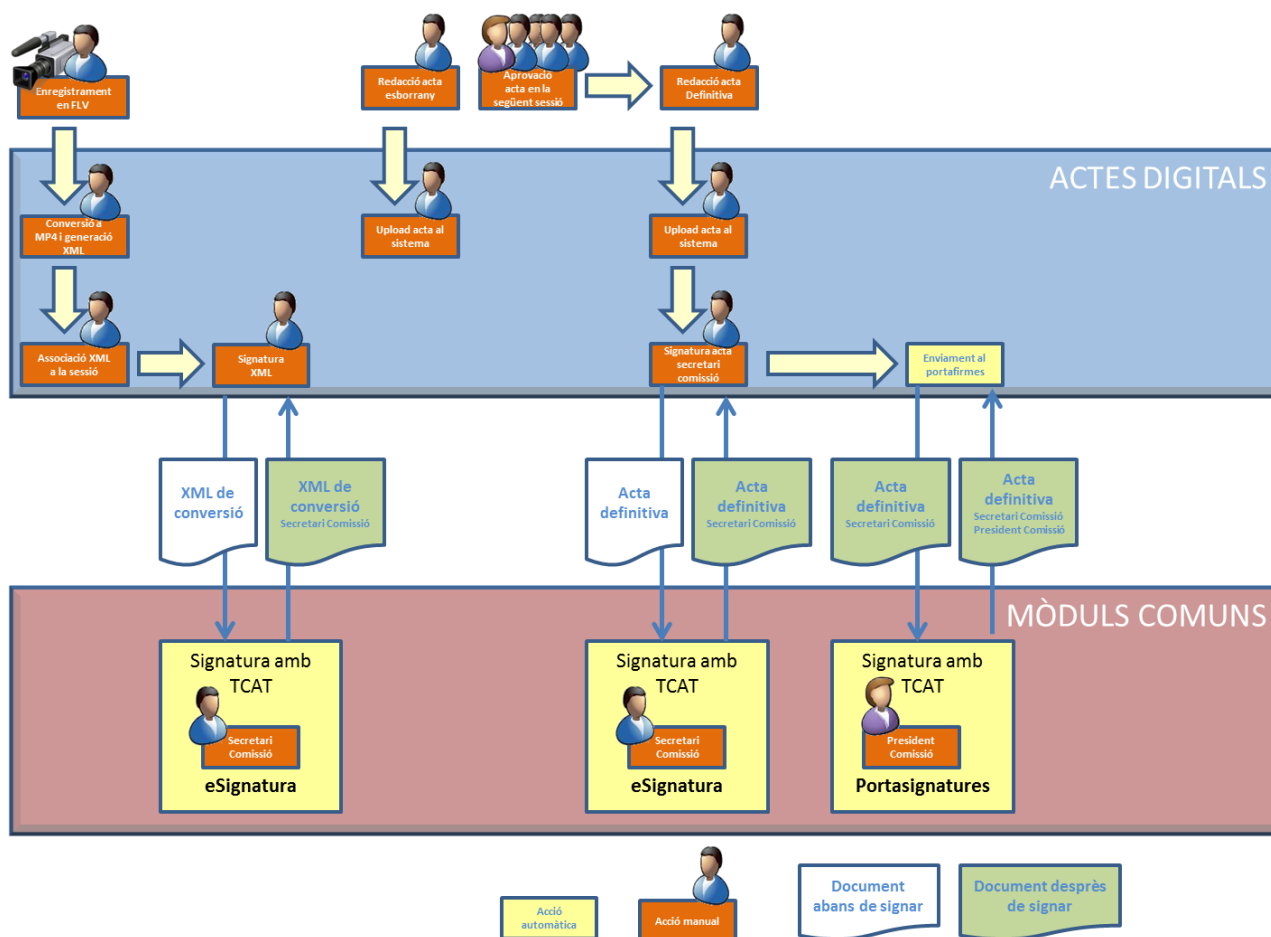 Enregistrament
en FLV
Redacció acta
esborrany
Aprovació
acta en la
següent sessió
Redacció acta
Definitiva
ACTES DIGITALS
Conversió a
MP4 i generació
XML
Upload acta al
sistema
Upload acta al
sistema
Associació XML
a la sessió
Signatura
XML
Signatura acta
secretari
comissió
Enviament al
portafirmes
XML de
conversió
XML de
conversió
Secretari Comissió
Acta
definitiva
Acta
definitiva
Secretari Comissió
Acta
definitiva
Secretari Comissió
Acta
definitiva
Secretari Comissió
President Comissió
MÒDULS COMUNS
Signatura amb
TCAT
Secretari
Comissió
eSignatura
Signatura amb
TCAT
Secretari
Comissió
eSignatura
Signatura amb
TCAT
President
Comissió
Portasignatures
Acció
automàtica
Acció manual
Document
abans de signar
Document desprès
de signar